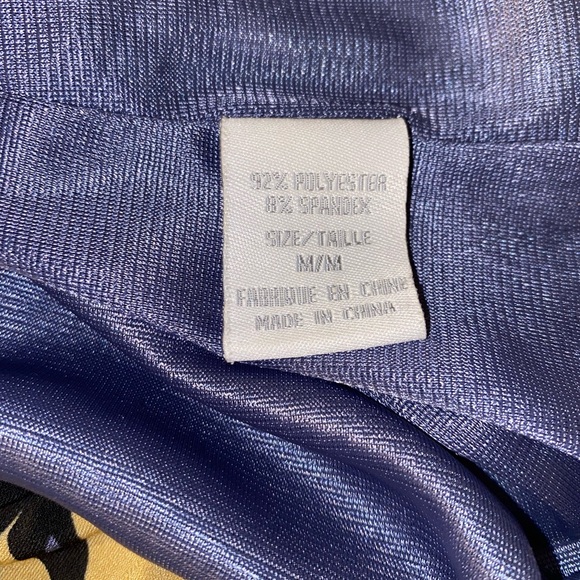 92% POLYESTER
8% SPANDEX
SIZE/TAILLE
M/M
FABRIQUE EN CHINE
MADE IN CHINA